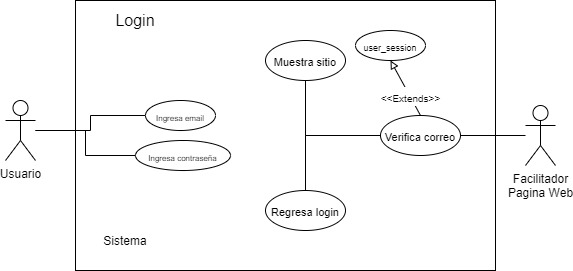 Login
user_session
Muestra sitio
<<Extends>>
Ingresa email
Verifica correo
Ingresa contraseña
Usuario
Facilitador
Pagina Web
Regresa login
Sistema